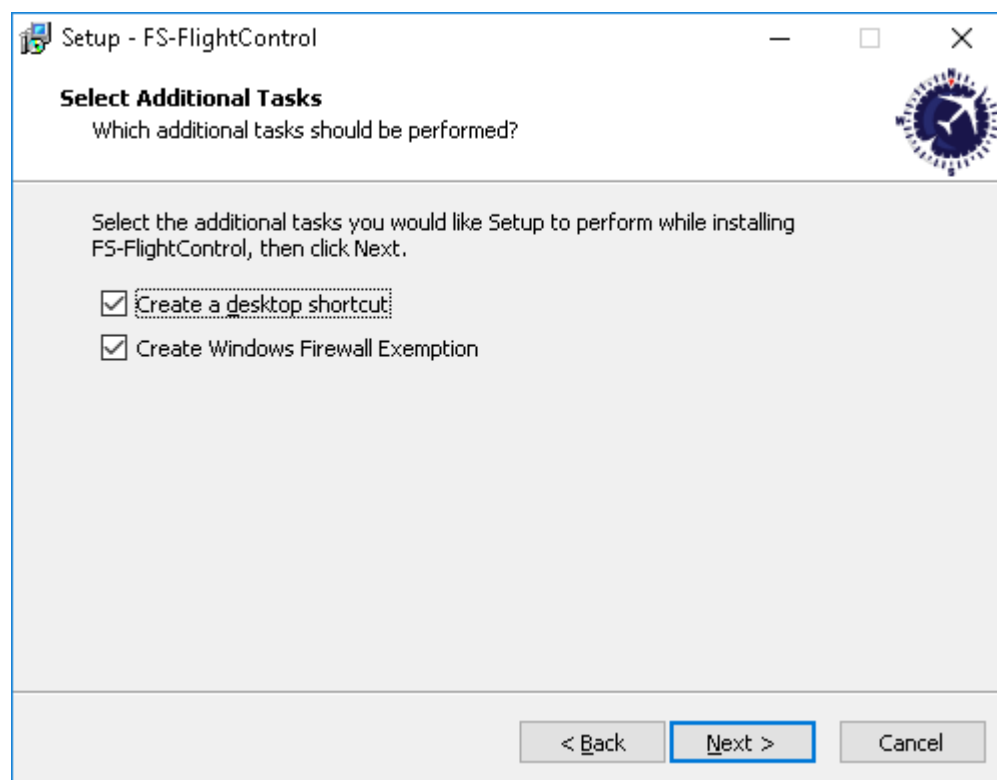 Setup - FS-FlightControl
Select Additional Tasks
Which additional tasks should be performed?
Select the additional tasks you would like Setup to perform while installing
FS-FlightControl, then click Next.
Create a desktop shortcut
Create Windows Firewall Exemption
< Back
Next >
Cancel